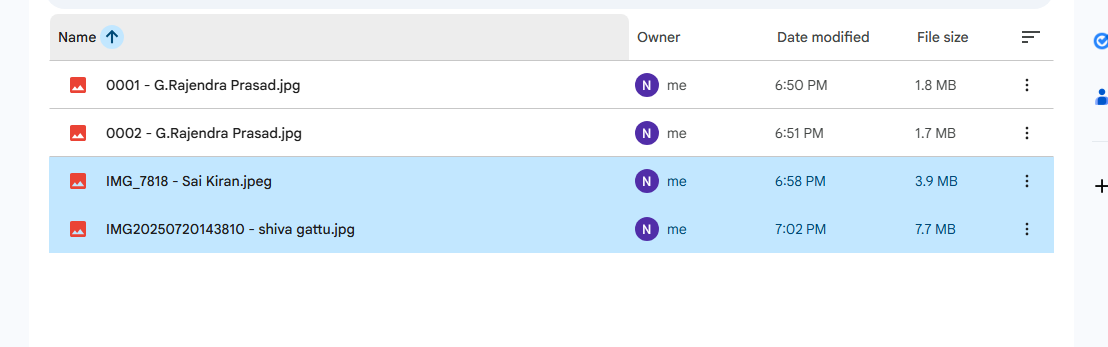 Name Owner Date modified File size
0001 - G.Rajendra Prasad.jpg N me 6:50 PM 1.8 MB
0002 - G.Rajendra Prasad.jpg N me 6:51 PM 1.7 MB
IMG_7818 - Sai Kiran.jpeg N me 6:58 PM 3.9 MB
IMG20250720143810 - shiva gattu.jpg N me 7:02 PM 7.7 MB